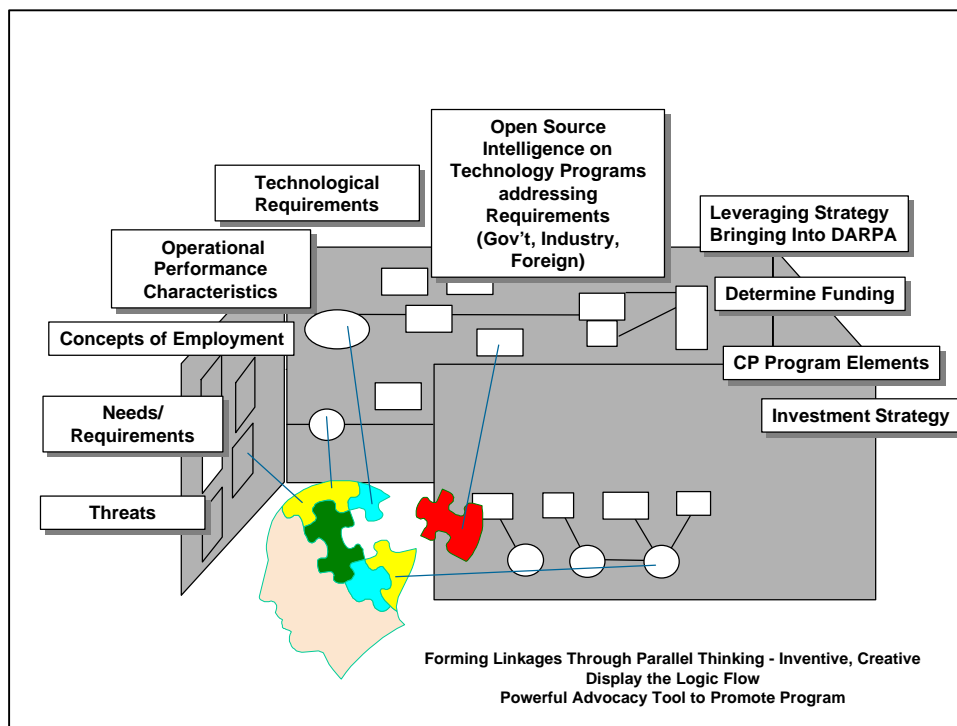 Open Source
Intelligence on
Technology Programs
addressing
Requirements
(Gov't, Industry,
Foreign)
Technological
Requirements
Leveraging Strategy
Bringing Into DARPA
Operational
Performance
Characteristics
Determine Funding
Concepts of Employment
CP Program Elements
Needs/
Requirements
Investment Strategy
Threats
Forming Linkages Through Parallel Thinking - Inventive, Creative
Display the Logic Flow
Powerful Advocacy Tool to Promote Program